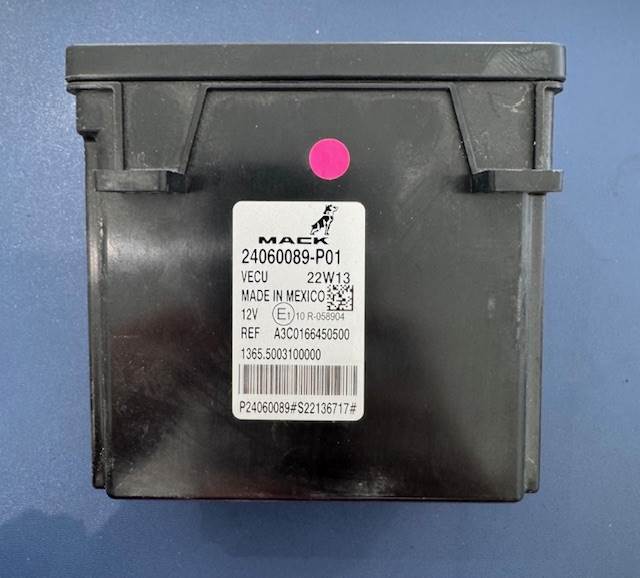 MACK
24060089-P01
VECU 22W13
MADE IN MEXICO
12V E1 10 R-058904
REF A3C0166450500
1365.5003100000
P24060089#S22136717#